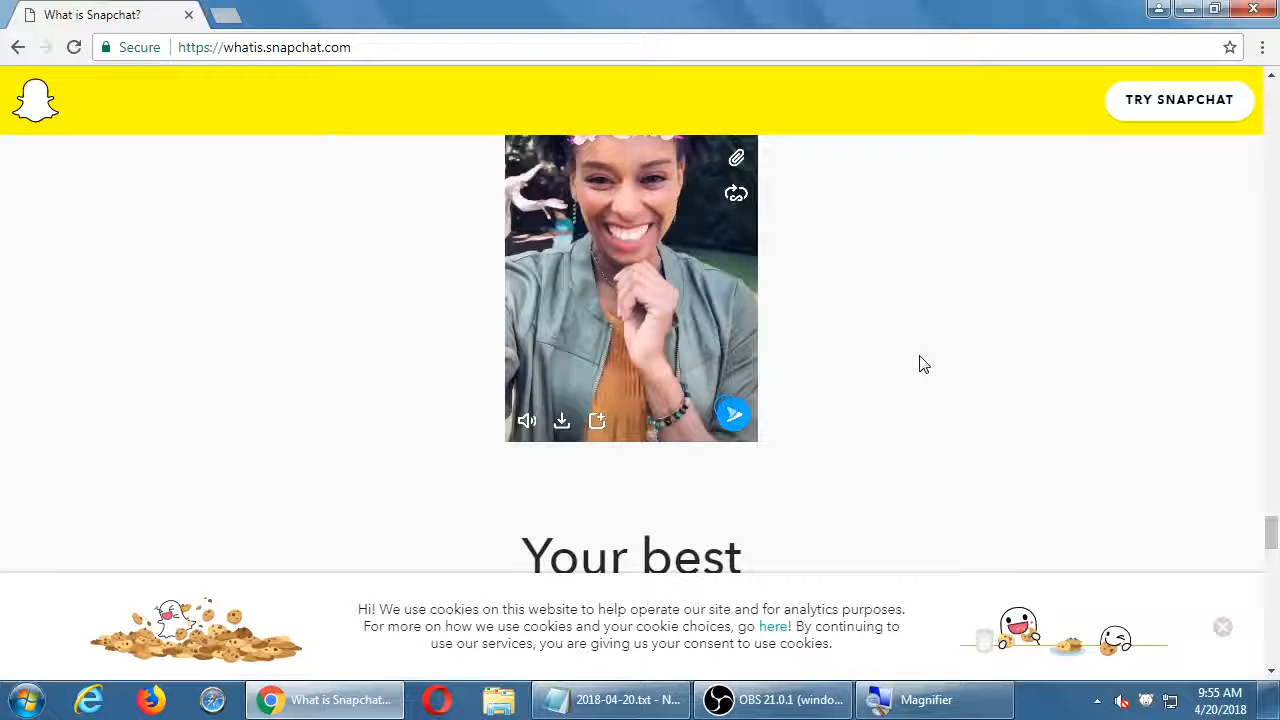 What is Snapchat?
Secure
https://whatis.snapchat.com
TRY SNAPCHAT
Your best
Hi! We use cookies on this website to help operate our site and for analytics purposes.
For more on how we use cookies and your cookie choices, go here! By continuing to
use our services, you are giving us your consent to use cookies.
What is Snapchat...
2018-04-20.txt - N...
OBS 21.0.1 (windo...
Magnifier
9:55 AM
4/20/2018